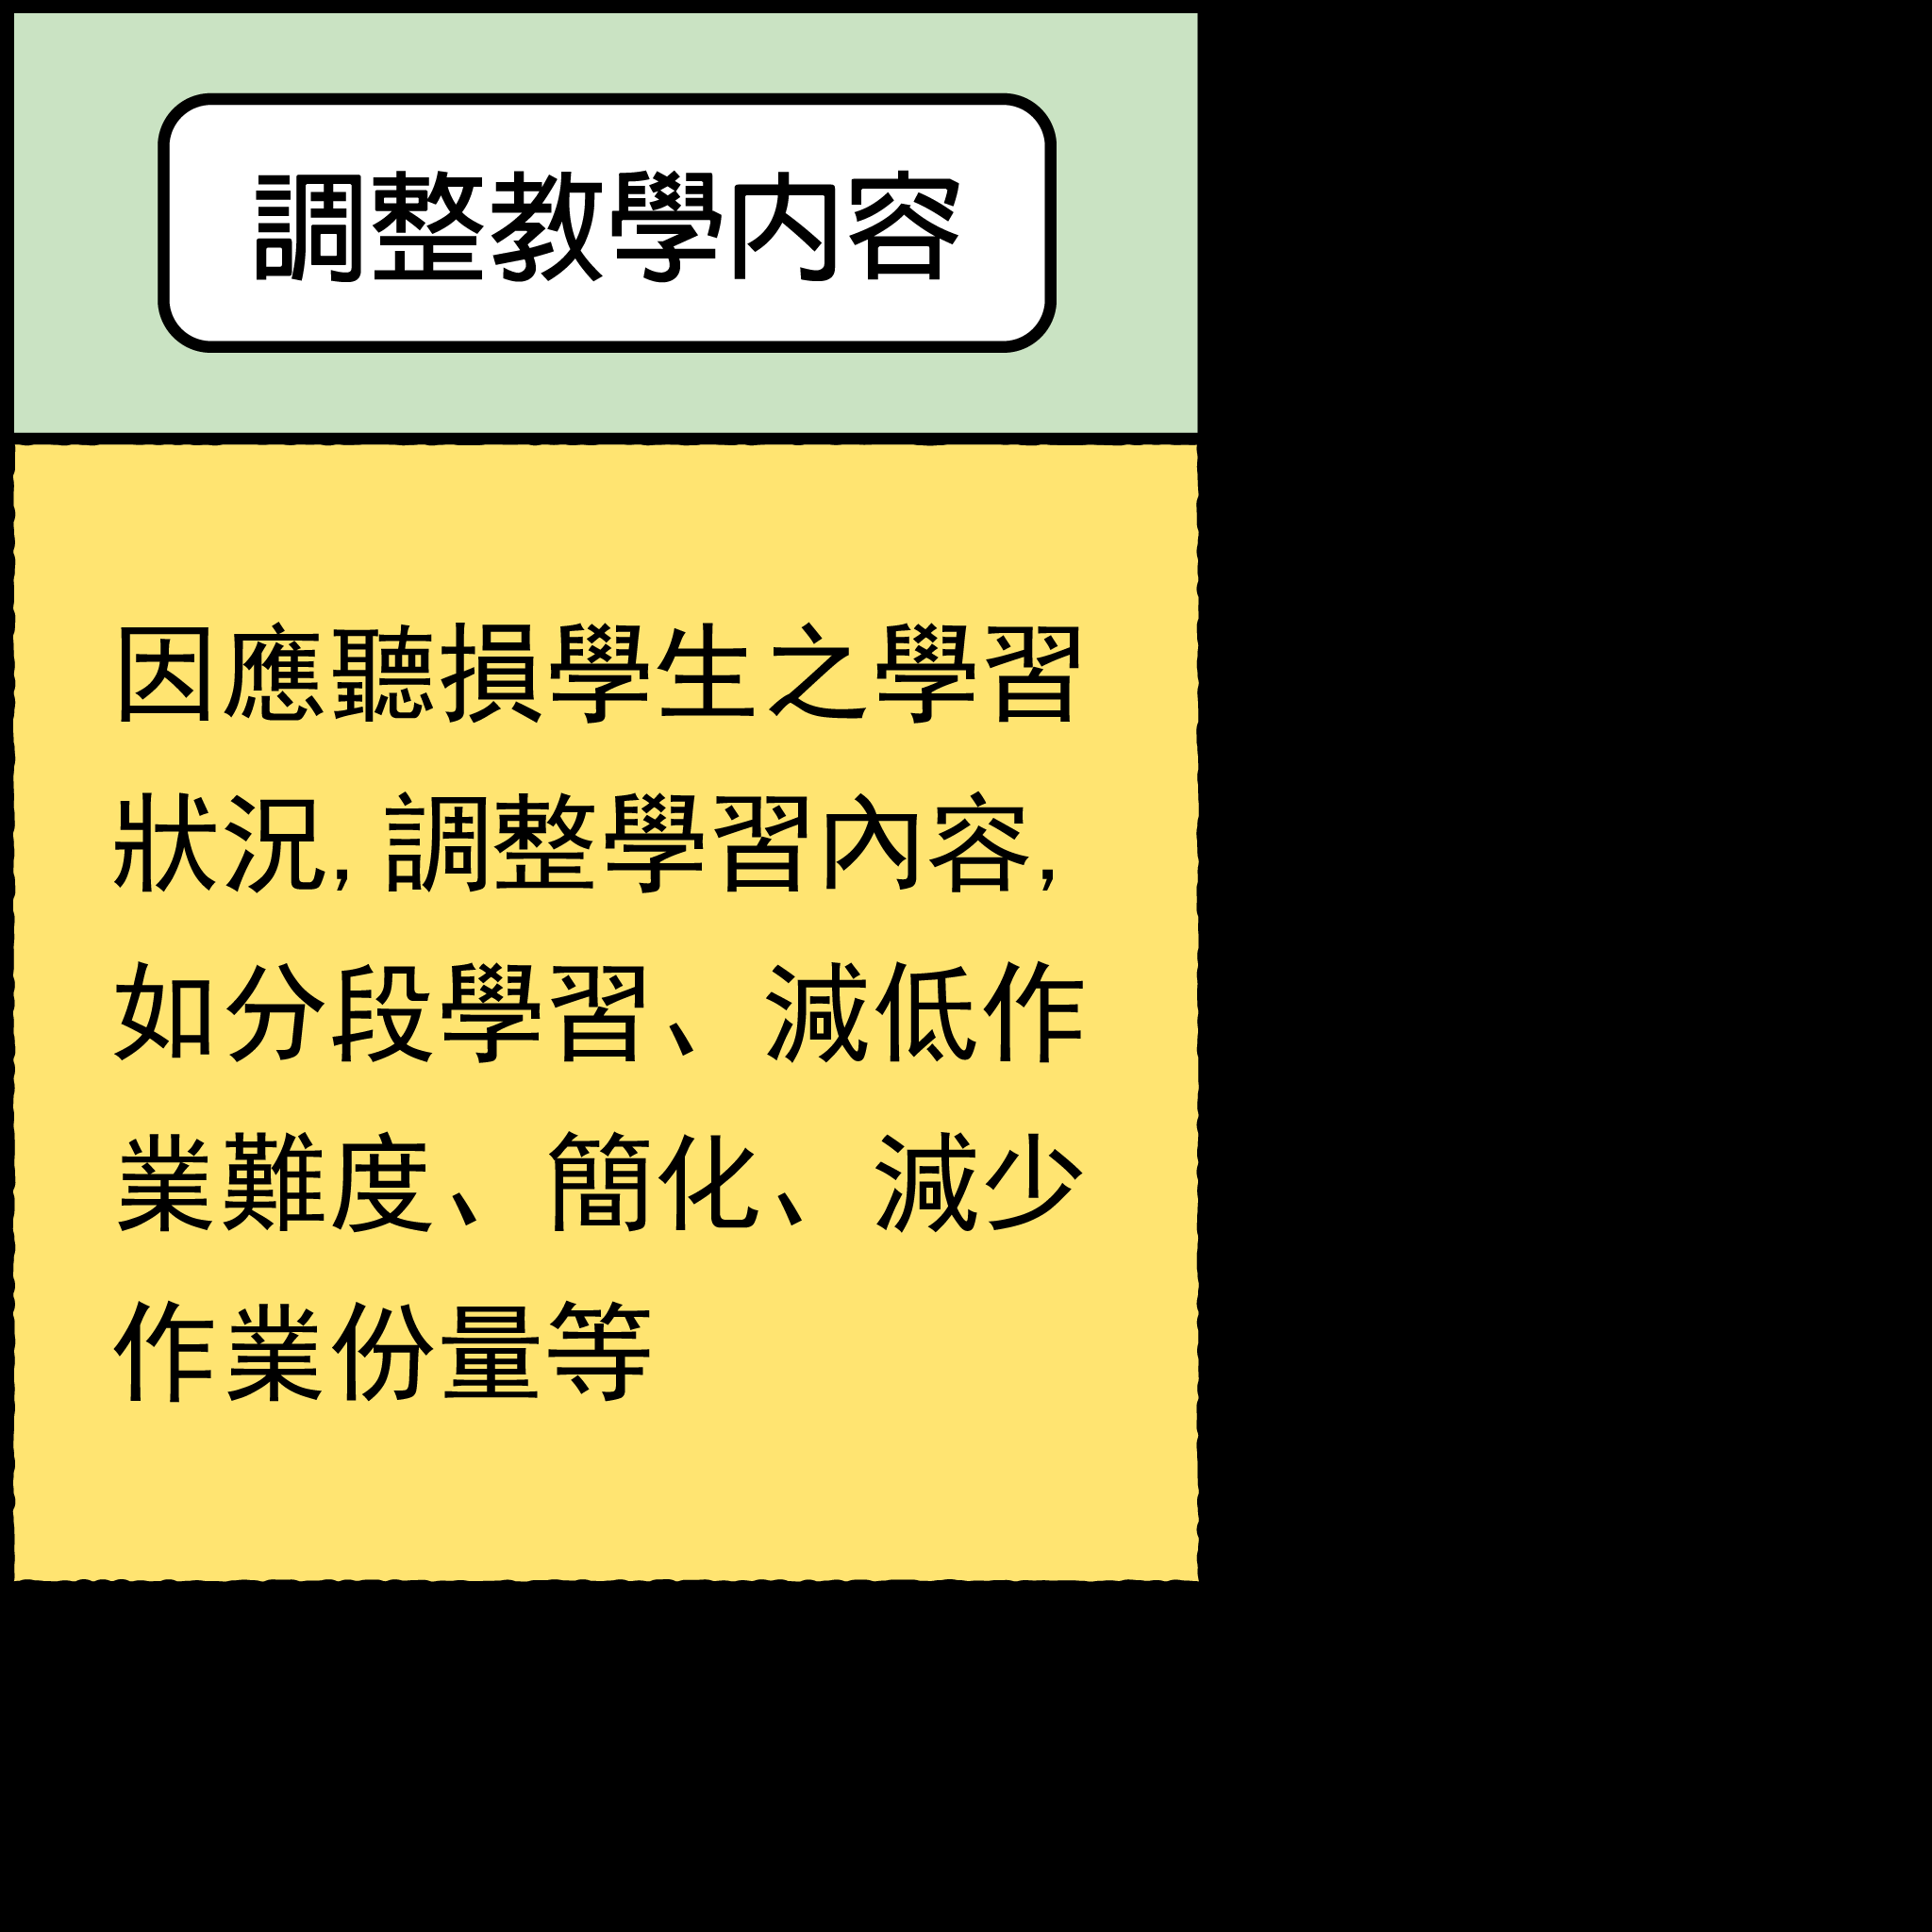 調整教學内容
因應聽損學生之學習
狀況, 調整學習內容,
如分段學習、減低作
業難度、簡化、減少
作業份量等